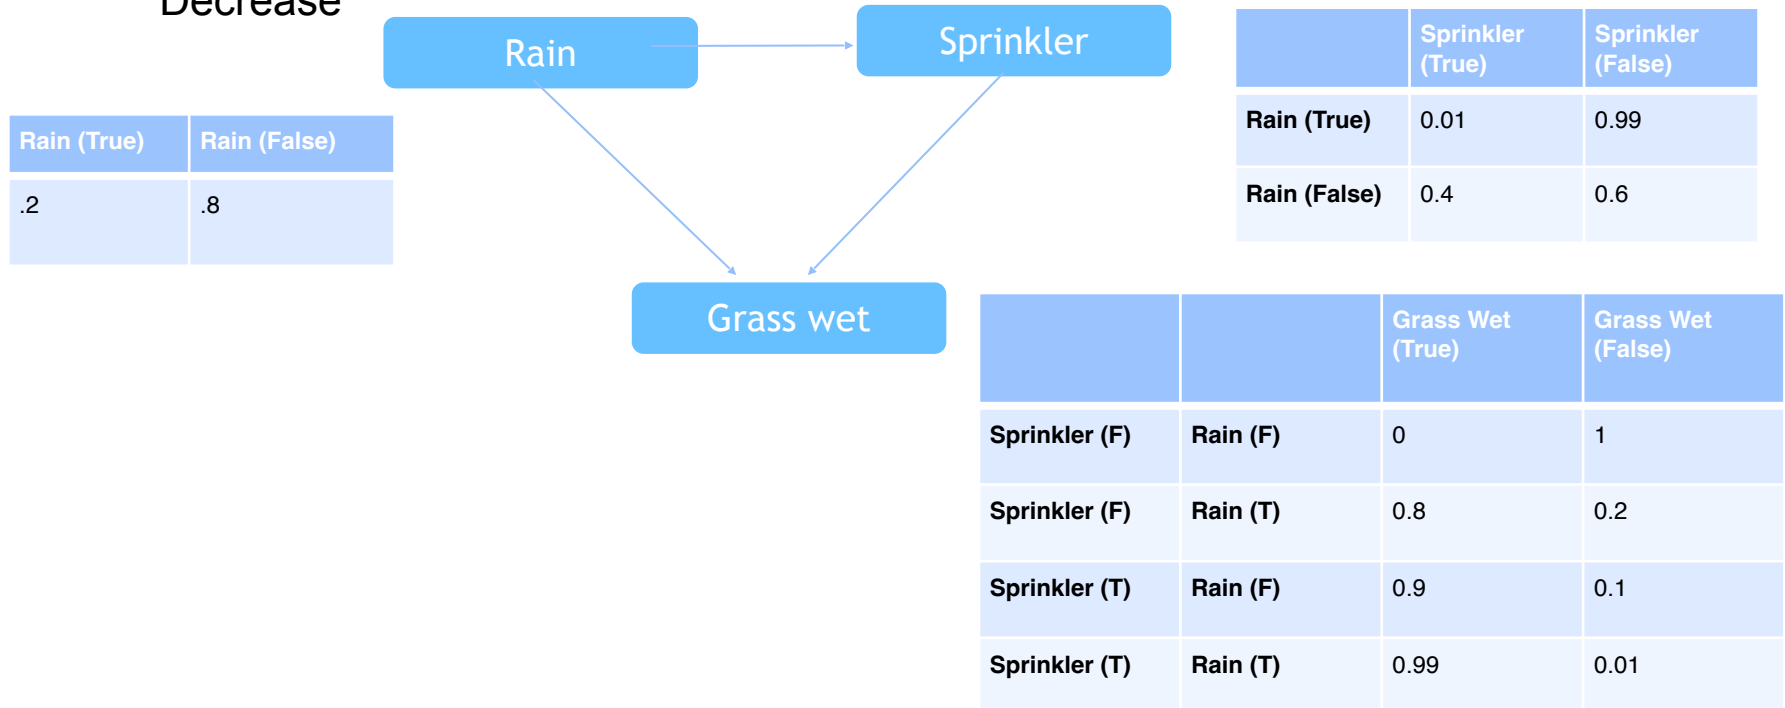 Decrease
Rain
Sprinkler
Rain (True) Rain (False)
.2 .8
Sprinkler (True) Sprinkler (False)
Rain (True) 0.01 0.99
Rain (False) 0.4 0.6
Grass wet
Grass Wet (True) Grass Wet (False)
Sprinkler (F) Rain (F) 0 1
Sprinkler (F) Rain (T) 0.8 0.2
Sprinkler (T) Rain (F) 0.9 0.1
Sprinkler (T) Rain (T) 0.99 0.01